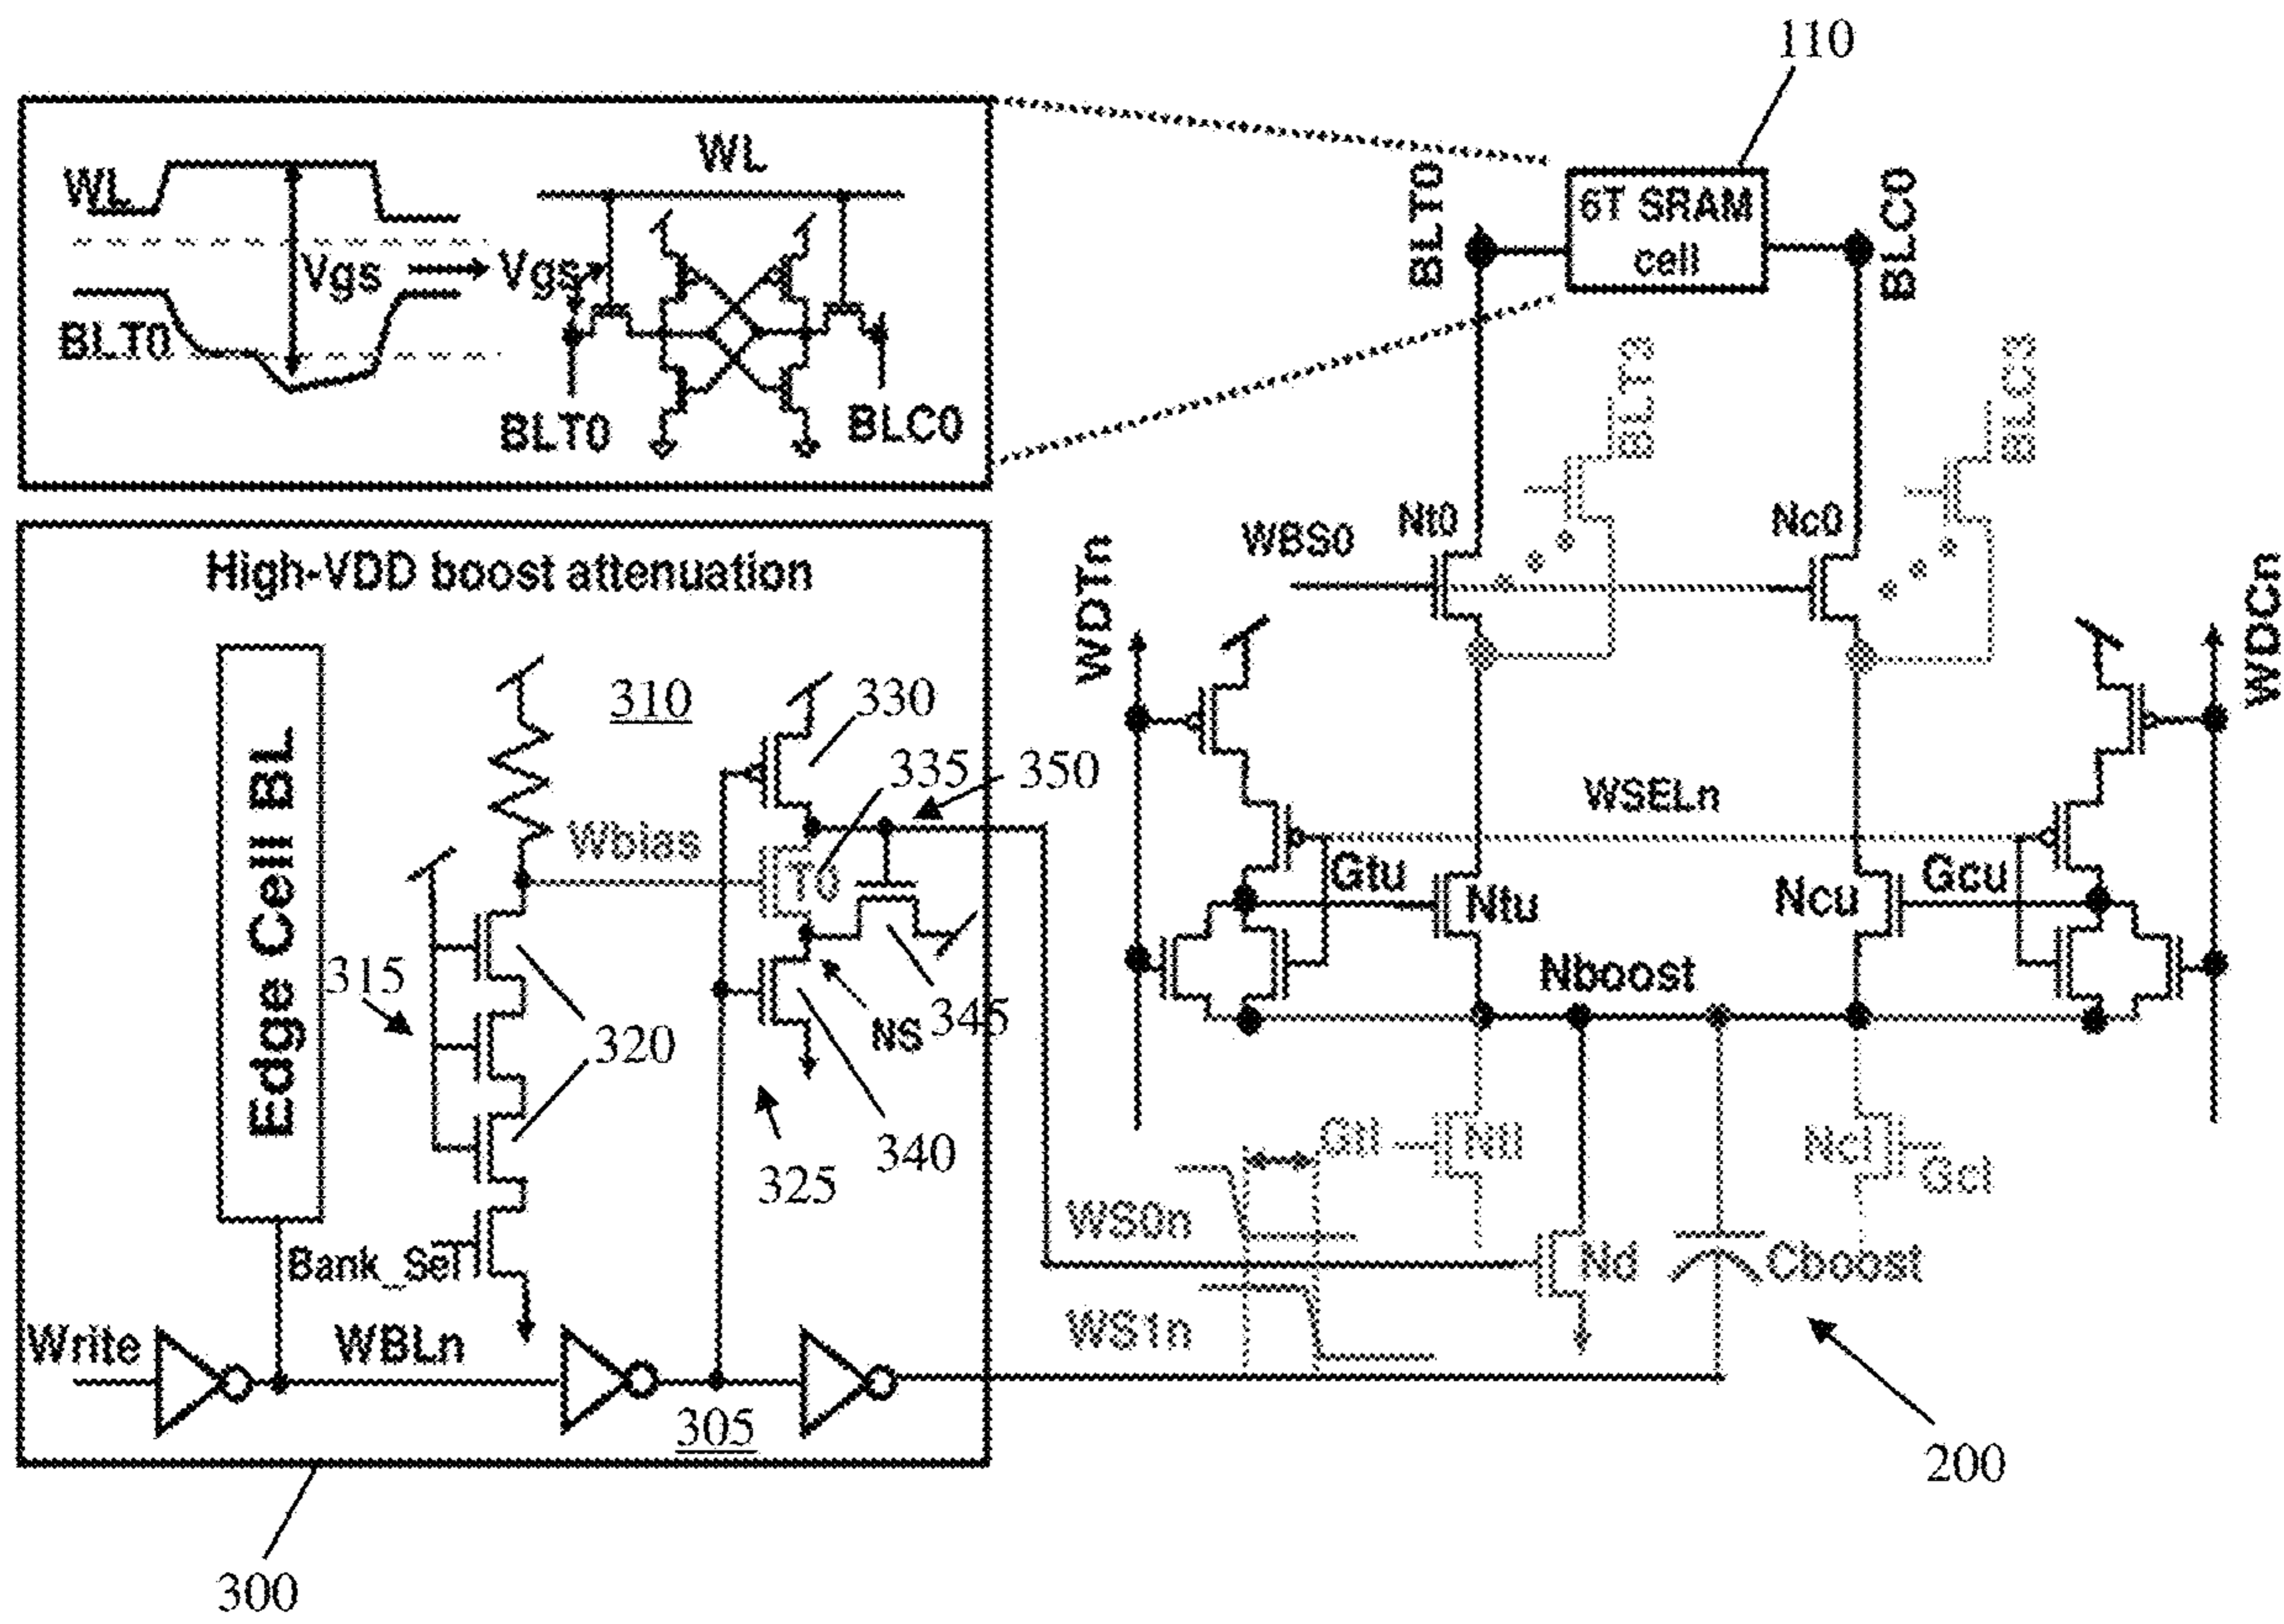 110
WL
WL
Vgs
Vgs
BLT0
BLT0
BLC0
BLT0
6T SRAM
cell
BLC0
BLT3
BLC3
WBS0
Nt0
Nc0
WDTn
WDCn
High-VDD boost attenuation
Edge Cell BL
310
330
335
350
Wbias
T0
315
320
NS
345
340
325
Bank_Sel
Write
WBLn
305
300
WSELn
Gtu
Ntu
Ncu
Gcu
Nboost
Gtl
Ntl
Ncl
Gcl
WS0n
Nd
Cboost
WS1n
200